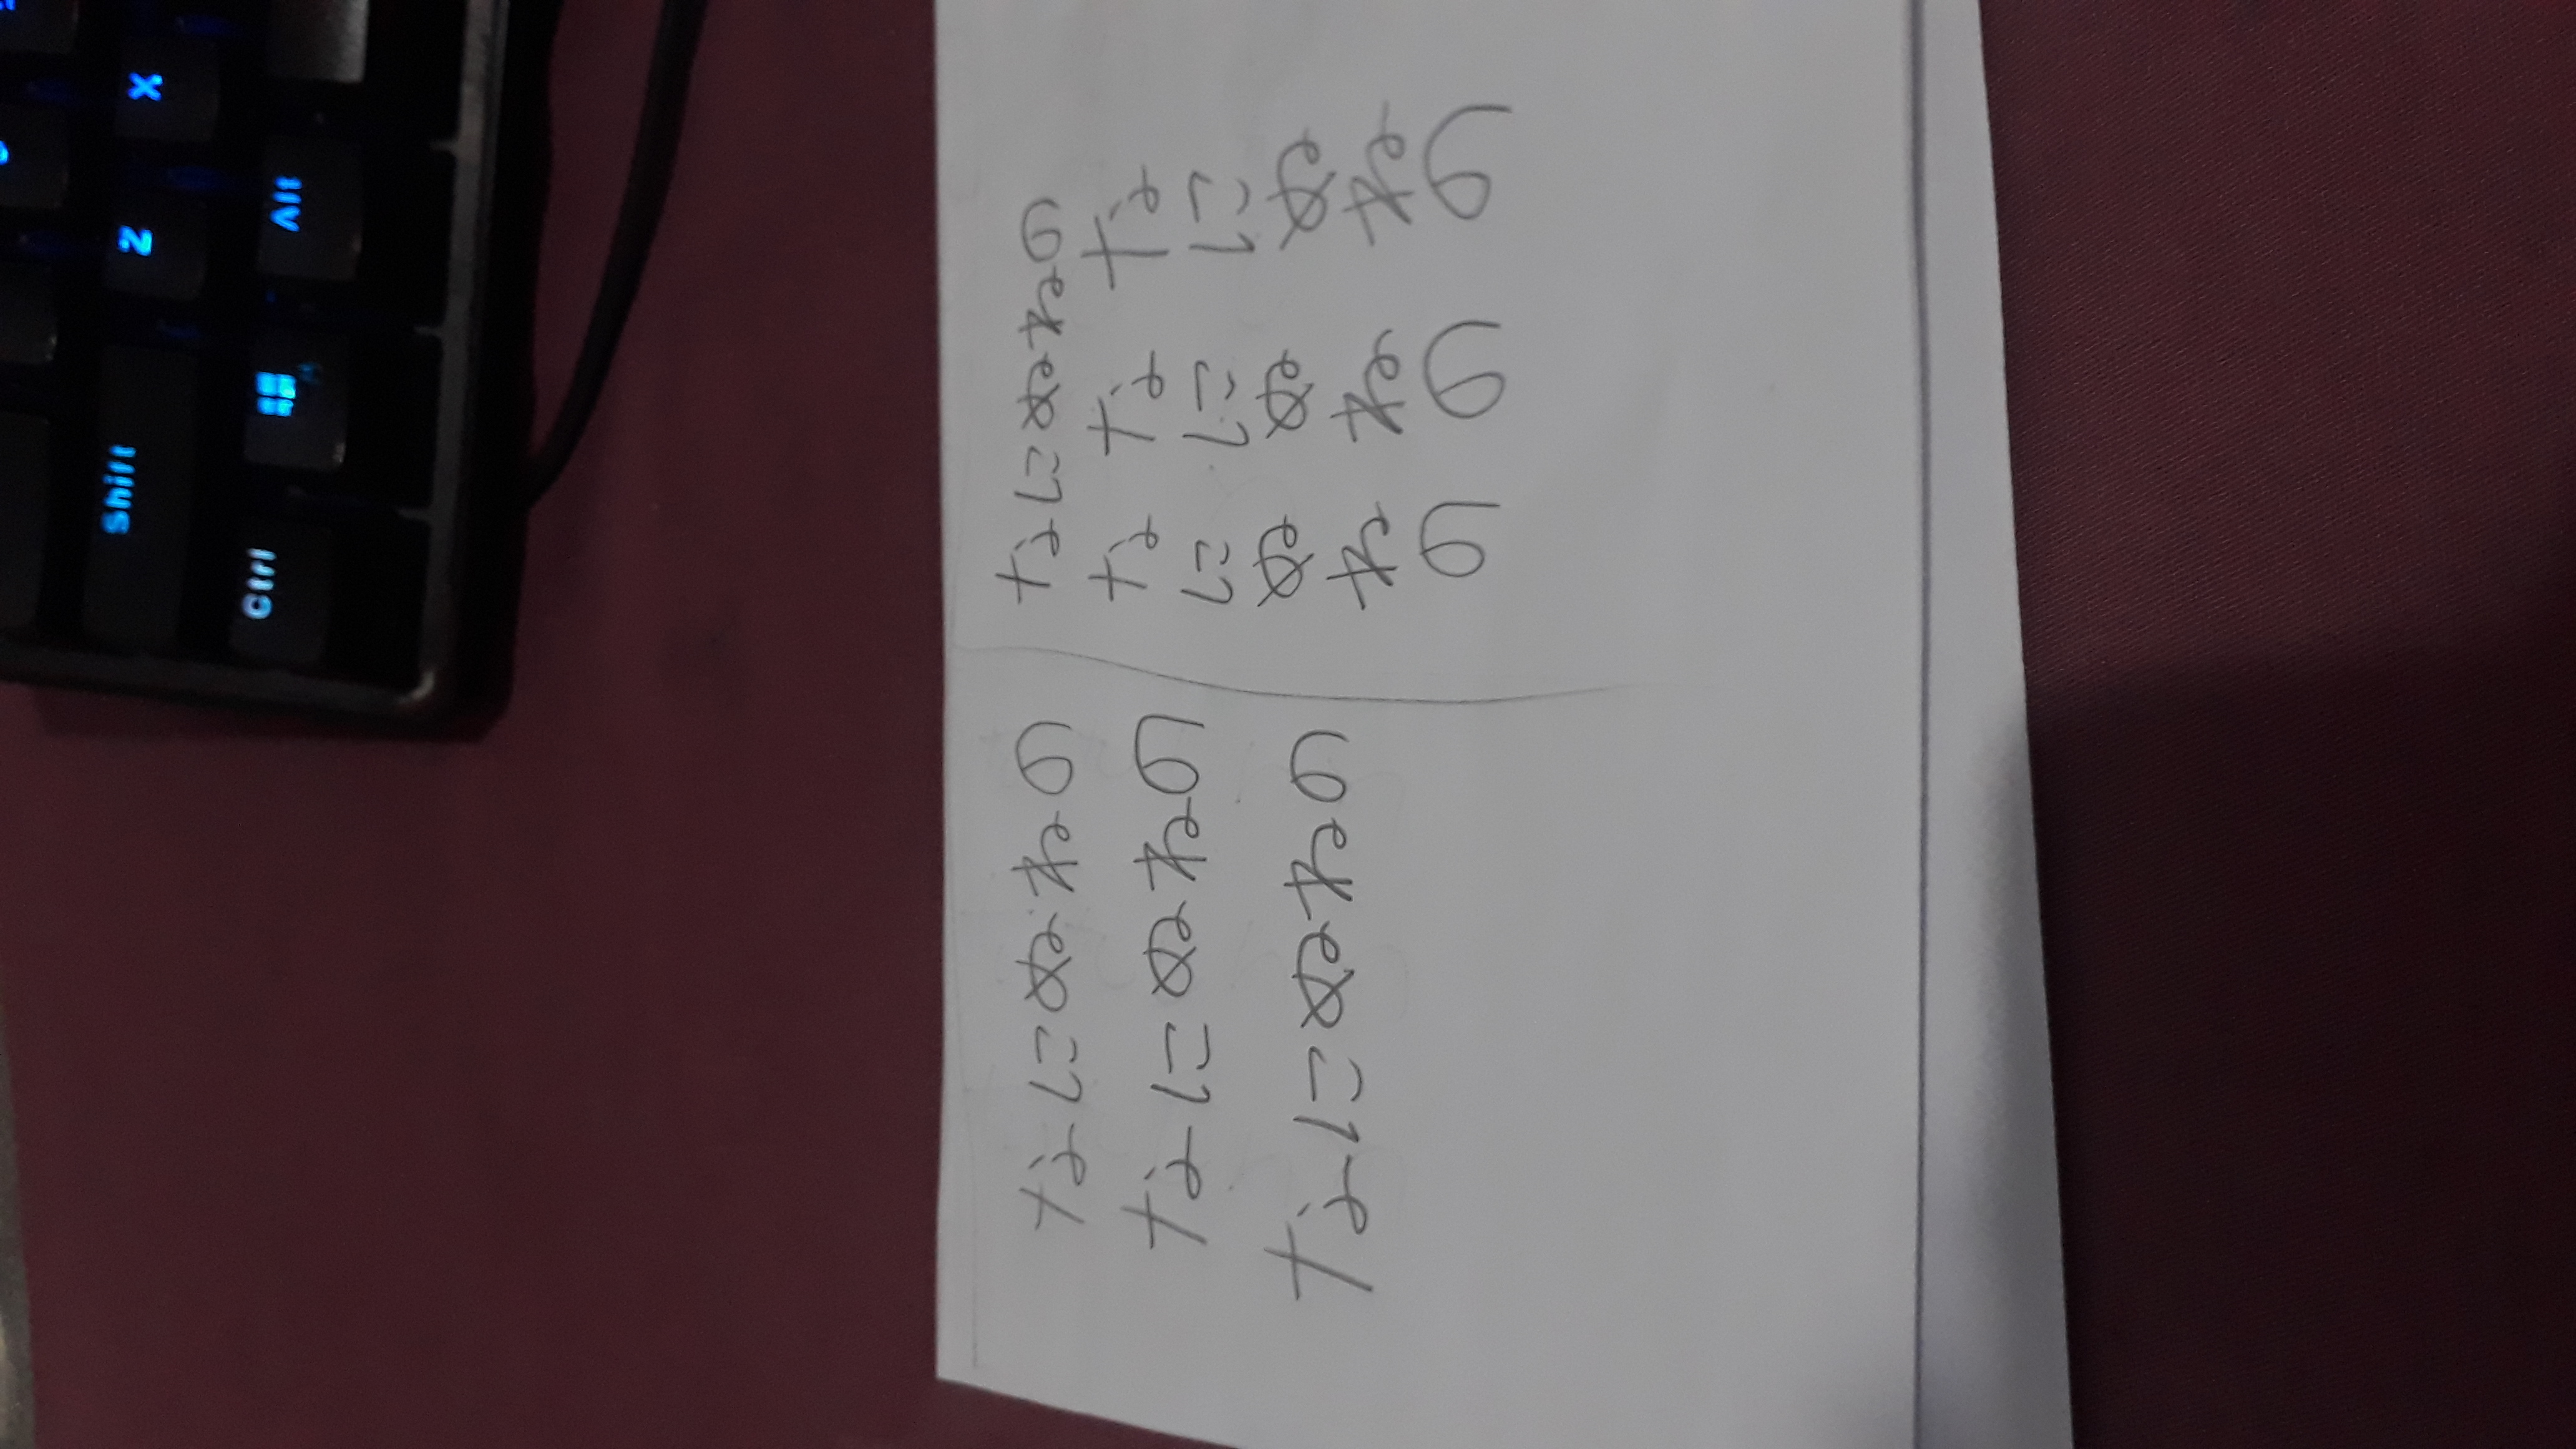 Shift Z X
Ctrl Alt
なにぬねの
なにぬねの
なにぬねの
なにぬねの
な な な
に に に
ぬ ぬ ぬ
ね ね ね
の の の